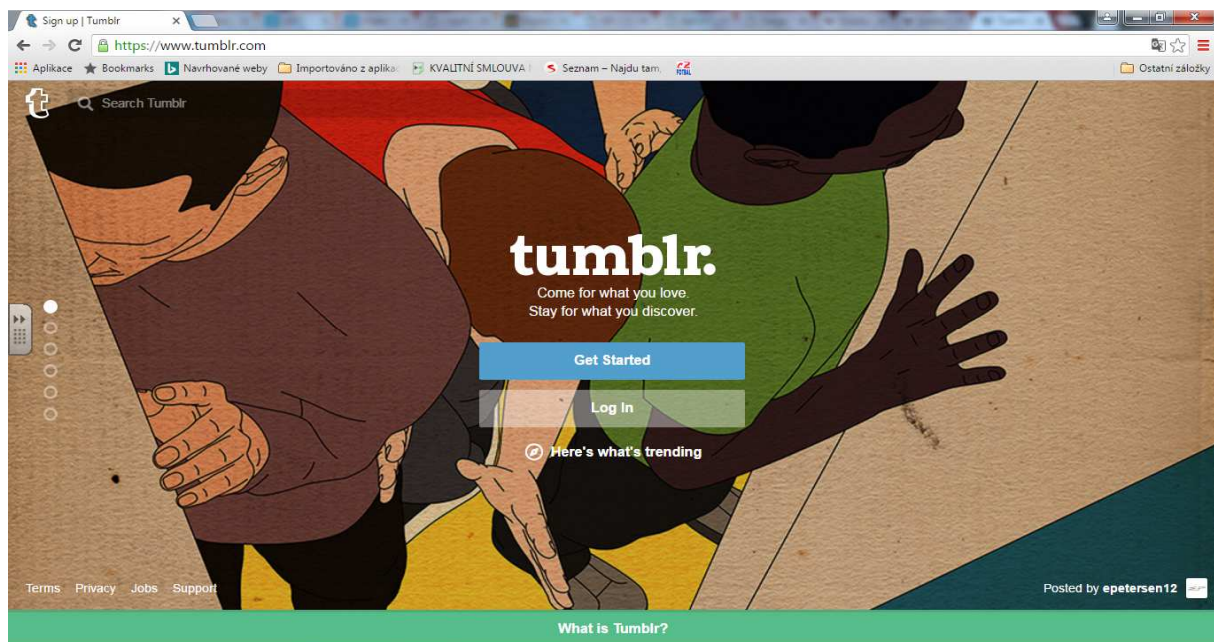 Sign up | Tumblr
https://www.tumblr.com
Aplikace Bookmarks Navrhované weby Importováno z aplika KVALITNÍ SMLOUVA Seznam – Najdu tam Ostatní záložky
Search Tumblr
tumblr.
Come for what you love.
Stay for what you discover.
Get Started
Log In
Here's what's trending
Terms Privacy Jobs Support
Posted by epetersen12
What is Tumblr?